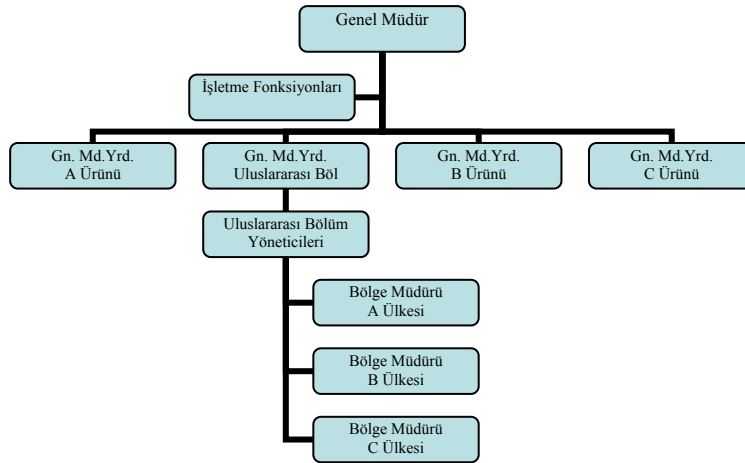 Genel Müdür
İşletme Fonksiyonları
Gn. Md.Yrd.
A Ürünü
Gn. Md.Yrd.
Uluslararası Böl
Gn. Md.Yrd.
B Ürünü
Gn. Md.Yrd.
C Ürünü
Uluslararası Bölüm
Yöneticileri
Bölge Müdürü
A Ülkesi
Bölge Müdürü
B Ülkesi
Bölge Müdürü
C Ülkesi